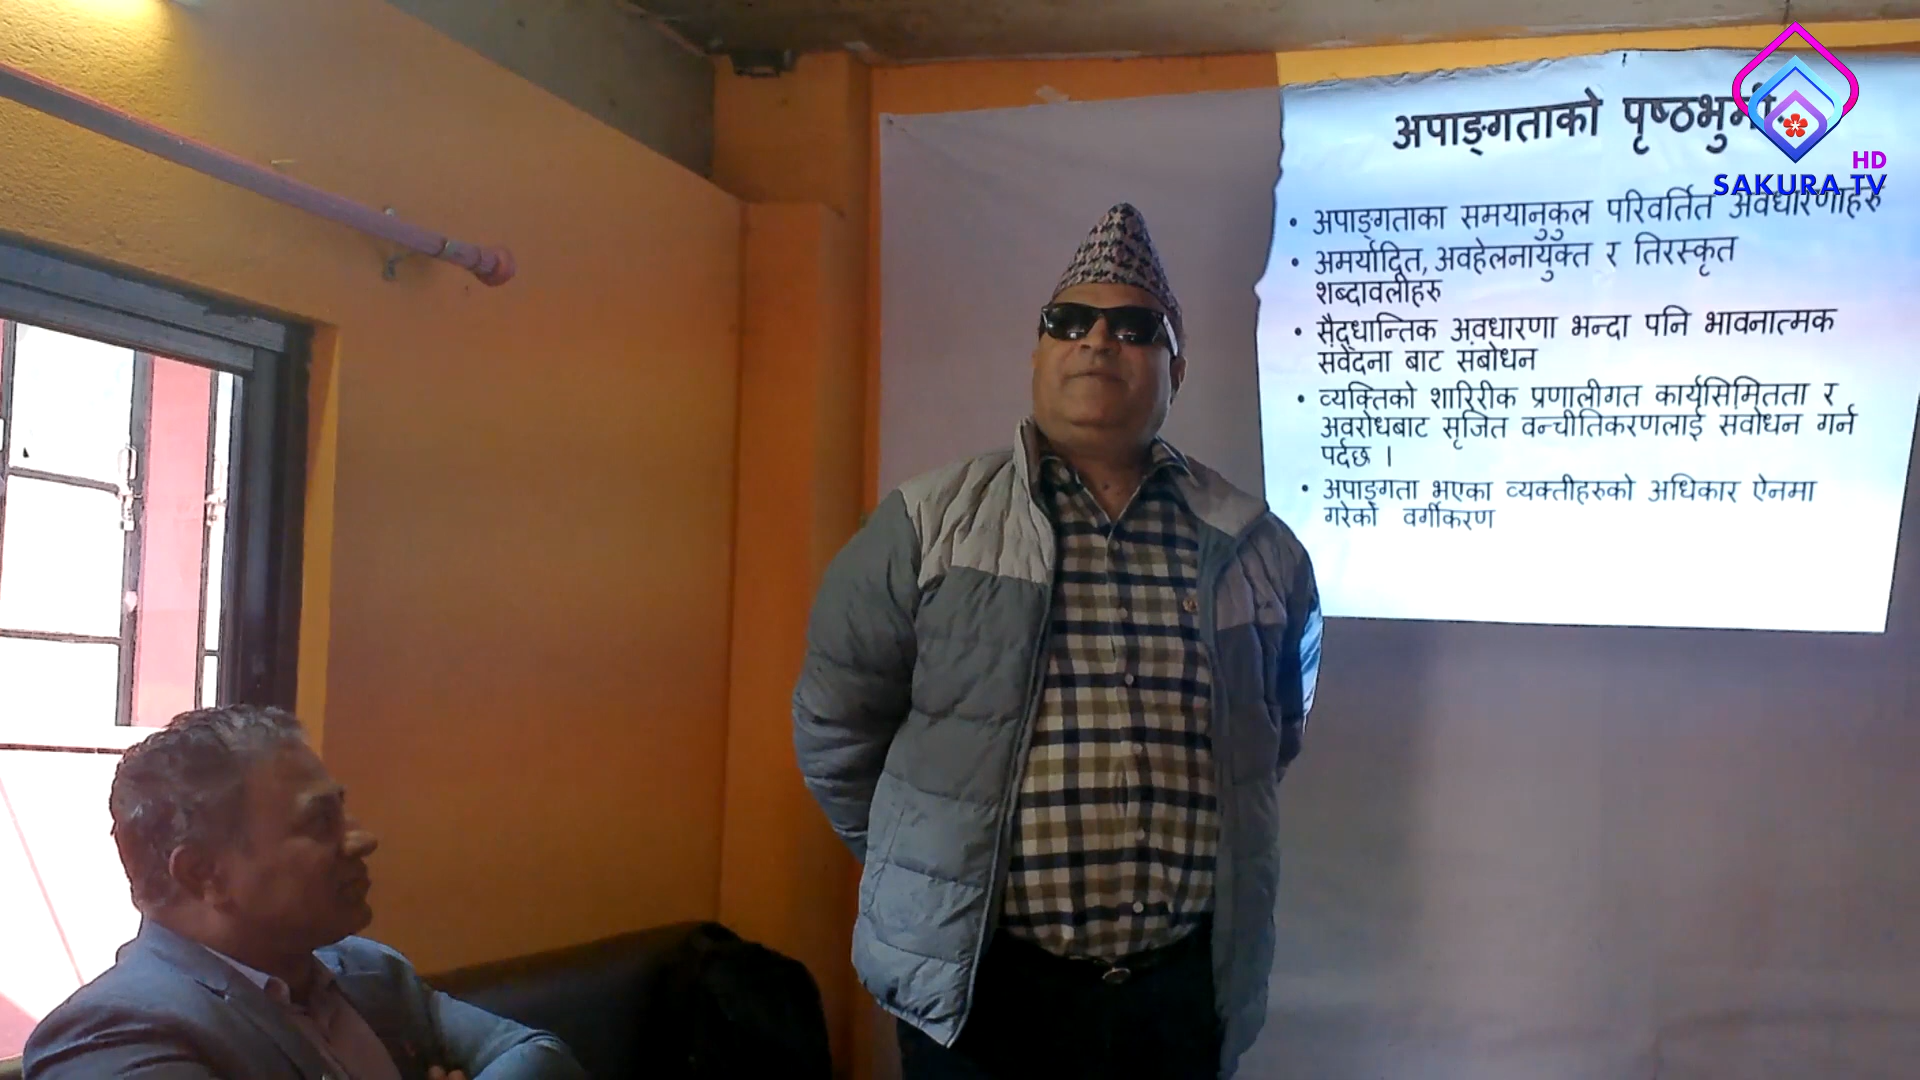 अपाङ्गताको पृष्ठभुमी
HD
SAKURA TV
• अपाङ्गताका समयानुकुल परिवर्तित अवधारणाहरु
• अमर्यादित, अवहेलनायुक्त र तिरस्कृत
शब्दावलीहरु
• सैद्धान्तिक अवधारणा भन्दा पनि भावनात्मक
संवेदना बाट संबोधन
• व्यक्तिको शारिरीक प्रणालीगत कार्यसिमितता र
अवरोधबाट सृजित वन्चीतिकरणलाई संवोधन गर्न
पर्दछ ।
• अपाङ्गता भएका व्यक्तीहरुको अधिकार ऐनमा
गरेको वर्गीकरण